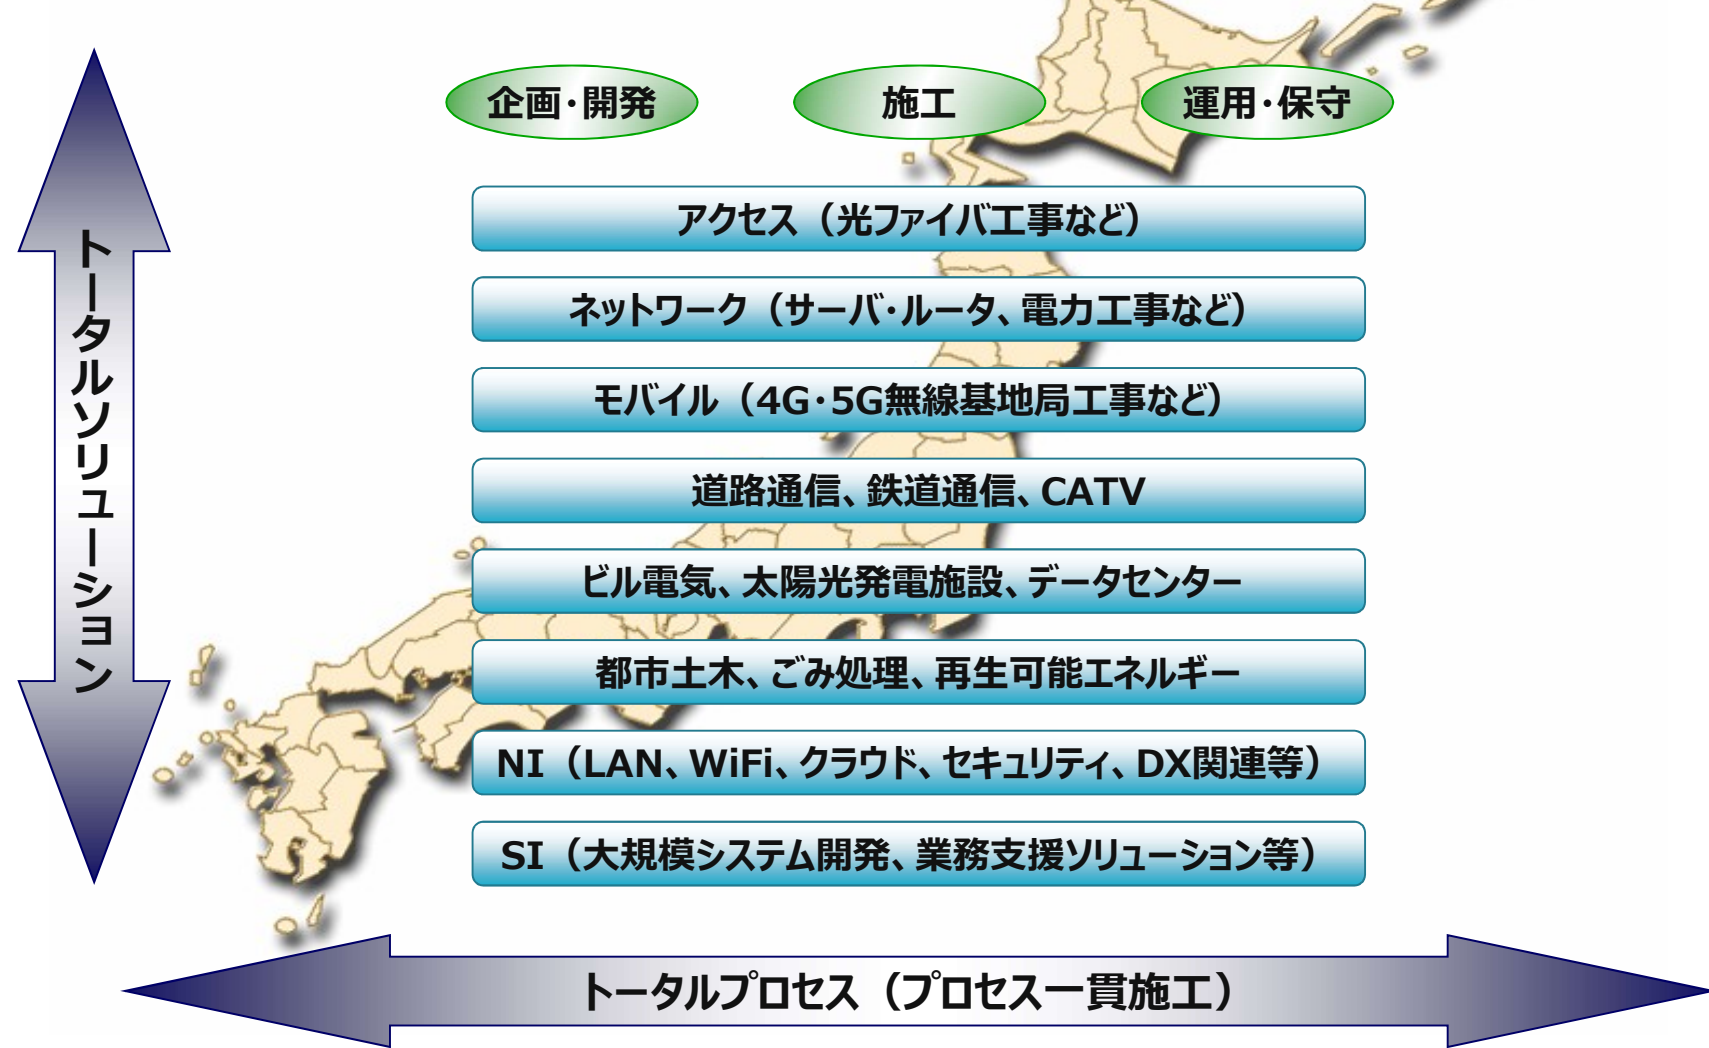 企画・開発
施工
運用・保守
トータルソリューション
アクセス（光ファイバ工事など）
ネットワーク（サーバ・ルータ、電力工事など）
モバイル（4G・5G無線基地局工事など）
道路通信、鉄道通信、CATV
ビル電気、太陽光発電施設、データセンター
都市土木、ごみ処理、再生可能エネルギー
NI（LAN、WiFi、クラウド、セキュリティ、DX関連等）
SI（大規模システム開発、業務支援ソリューション等）
トータルプロセス（プロセス一貫施工）